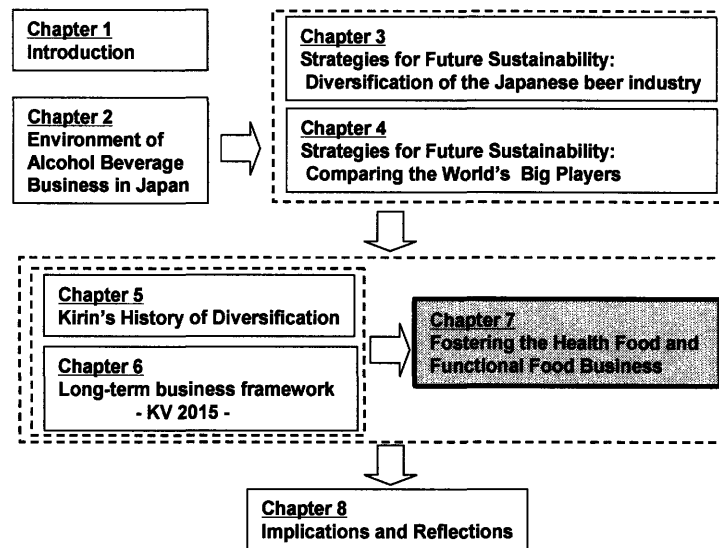 Chapter 1
Introduction
Chapter 2
Environment of
Alcohol Beverage
Business in Japan
Chapter 3
Strategies for Future Sustainability:
Diversification of the Japanese beer industry
Chapter 4
Strategies for Future Sustainability:
Comparing the World's Big Players
Chapter 5
Kirin's History of Diversification
Chapter 6
Long-term business framework
- KV 2015 -
Chapter 7
Fostering the Health Food and
Functional Food Business
Chapter 8
Implications and Reflections